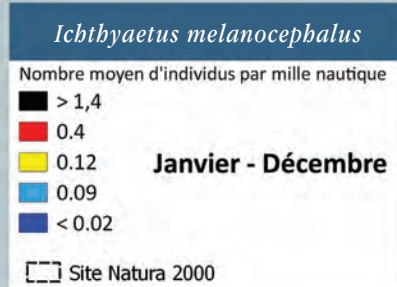 Ichthyaetus melanocephalus
Nombre moyen d'individus par mille nautique
> 1,4
0.4
0.12
Janvier - Décembre
0.09
< 0.02
Site Natura 2000